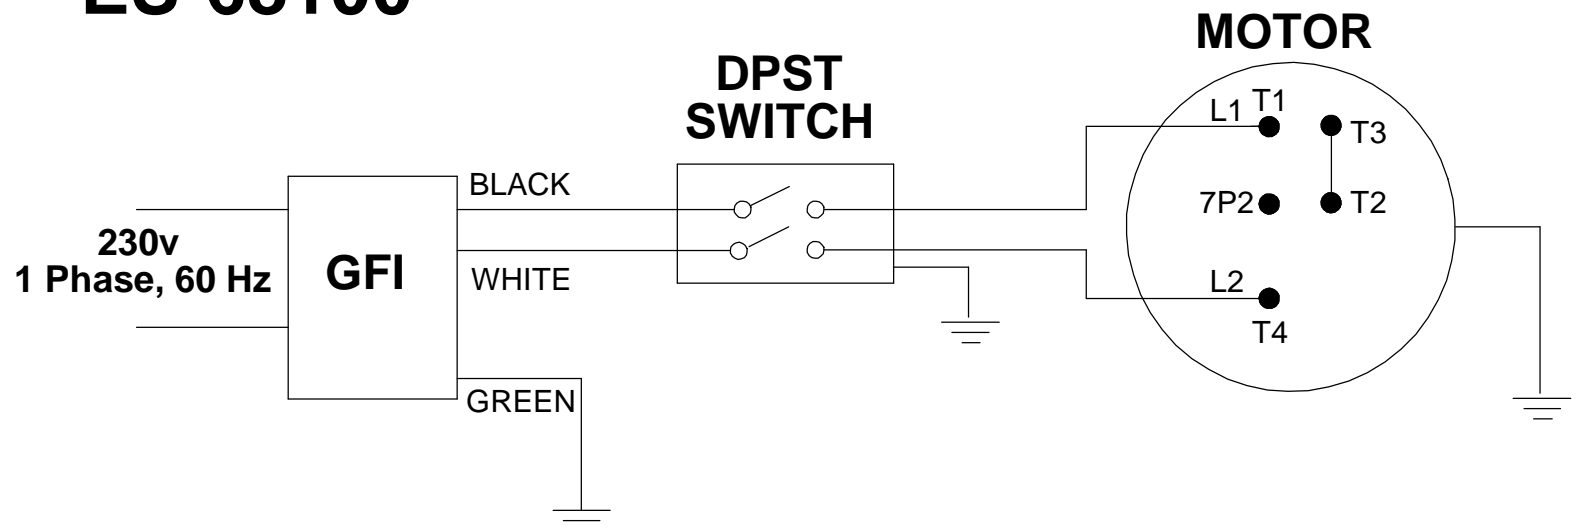 MOTOR
DPST
SWITCH
L1 T1
T3
BLACK
7P2
T2
230v
1 Phase, 60 Hz
GFI
WHITE
L2
T4
GREEN